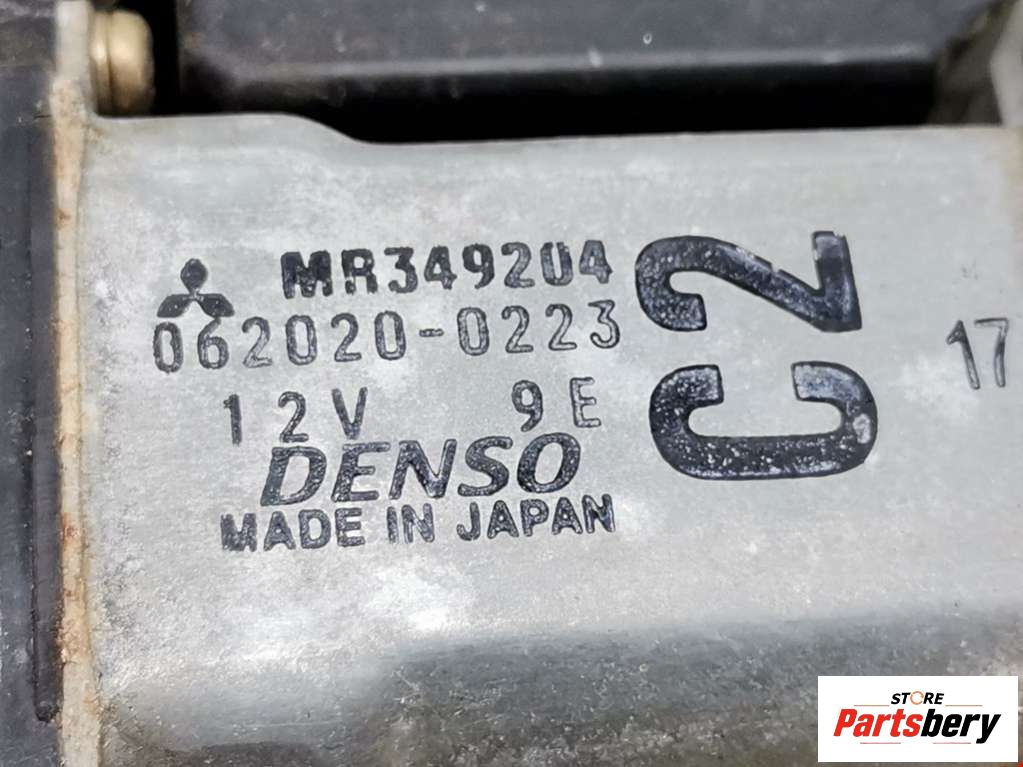 MR349204
062020-0223
12V 9E
DENSO
MADE IN JAPAN
C2
17
STORE
Partsbery